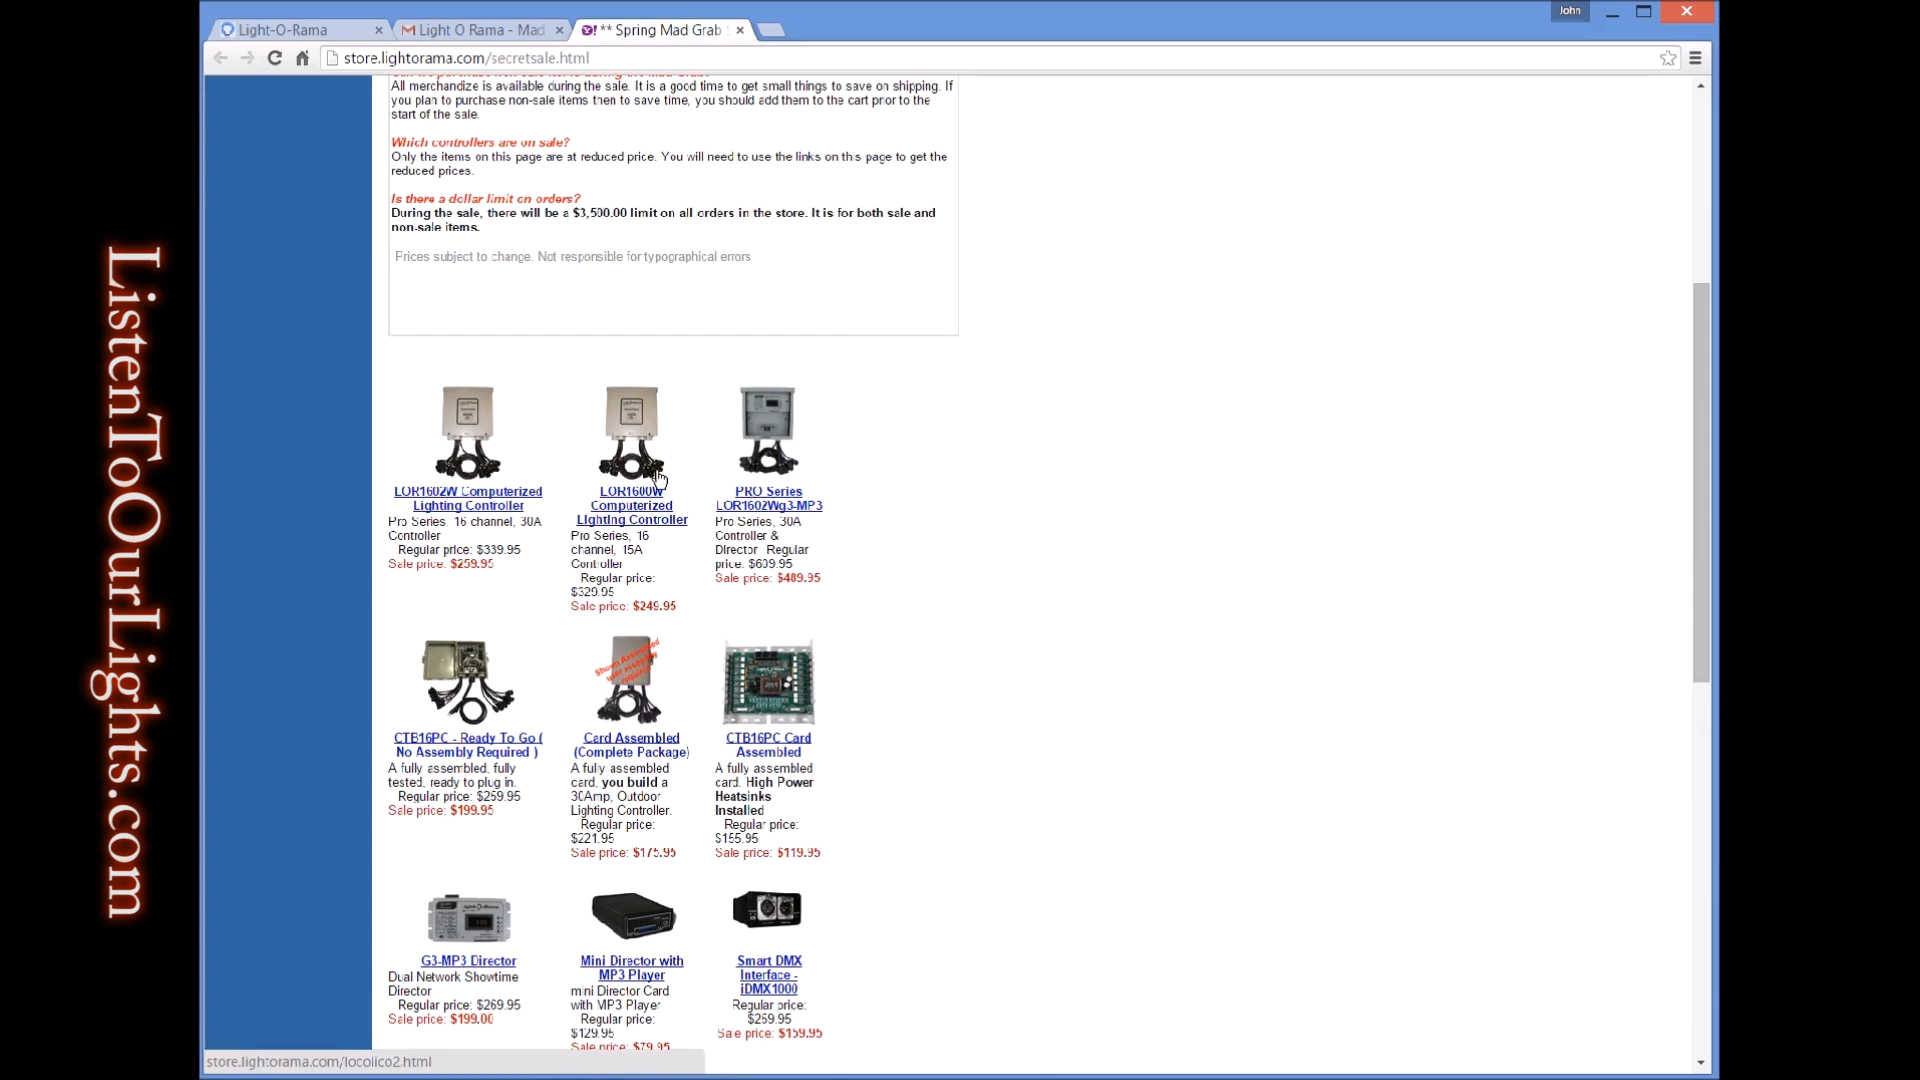 John
Light-O-Rama
Light O Rama - Mad
** Spring Mad Grab
store.lightorama.com/secretsale.html
All merchandize is available during the sale. It is a good time to get small things to save on shipping. If
you plan to purchase non-sale items then to save time, you should add them to the cart prior to the
start of the sale.
Which controllers are on sale?
Only the items on this page are at reduced price. You will need to use the links on this page to get the
reduced prices.
Is there a dollar limit on orders?
During the sale, there will be a $3,500.00 limit on all orders in the store. It is for both sale and
non-sale items.
Prices subject to change. Not responsible for typographical errors
ListenToOurLights.com
LOR1602W Computerized
Lighting Controller
Pro Series, 16 channel, 30A
Controller
Regular price: $339.95
Sale price: $259.95
LOR1600W
Computerized
Lighting Controller
Pro Series, 16
channel, 15A
Controller
Regular price:
$329.95
Sale price: $249.95
PRO Series
LOR1602Wg3-MP3
Pro Series, 30A
Controller &
Director Regular
price: $609.95
Sale price: $489.95
CTB16PC - Ready To Go (
No Assembly Required )
A fully assembled, fully
tested, ready to plug in.
Regular price: $259.95
Sale price: $199.95
Shown Assembled
user assembly
required
Card Assembled
(Complete Package)
A fully assembled
card, you build a
30Amp, Outdoor
Lighting Controller.
Regular price:
$221.95
Sale price: $175.95
CTB16PC Card
Assembled
A fully assembled
card. High Power
Heatsinks
Installed
Regular price:
$155.95
Sale price: $119.95
G3-MP3 Director
Dual Network Showtime
Director
Regular price: $269.95
Sale price: $199.00
Mini Director with
MP3 Player
mini Director Card
with MP3 Player
Regular price:
$129.95
Sale price: $79.95
Smart DMX
Interface -
iDMX1000
Regular price:
$259.95
Sale price: $159.95
store.lightorama.com/locolico2.html